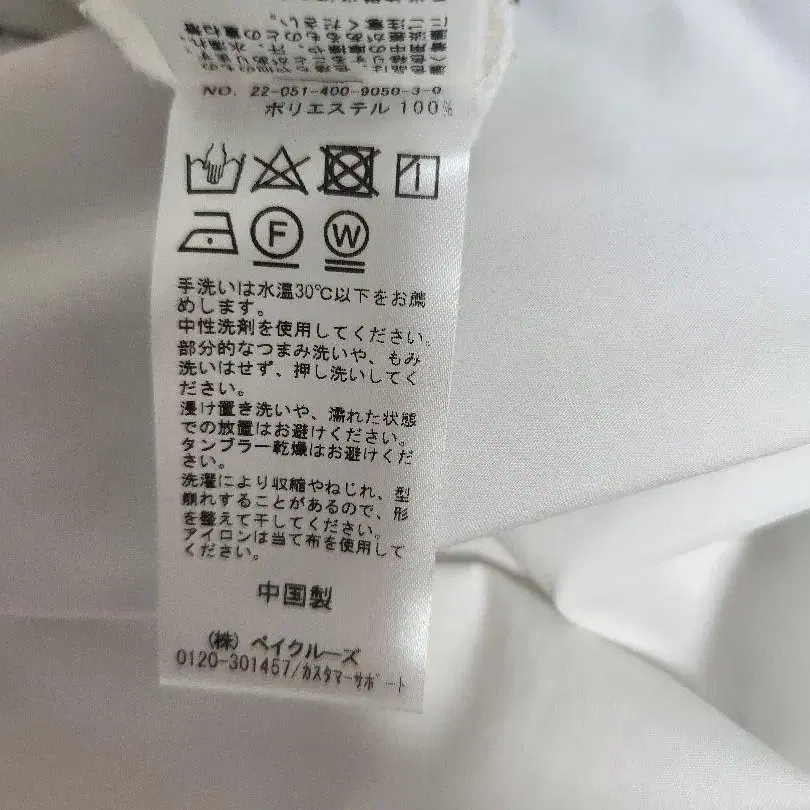 にご注意ください。
NO. 22-051-400-9050-3-0
ポリエステル 100%
F W
手洗いは水温30℃以下をお薦
めします。
中性洗剤を使用してください。
部分的なつまみ洗いや、もみ
洗いはせず、押し洗いしてく
ださい。
浸け置き洗いや、濡れた状態
での放置はお避けください。
タンブラー乾燥はお避けくだ
さい。
洗濯により収縮やねじれ、型
崩れすることがあるので、形
を整えて干してください。
アイロンは当て布を使用して
ください。
中国製
(株) ベイクルーズ
0120-301457/カスタマーサポート